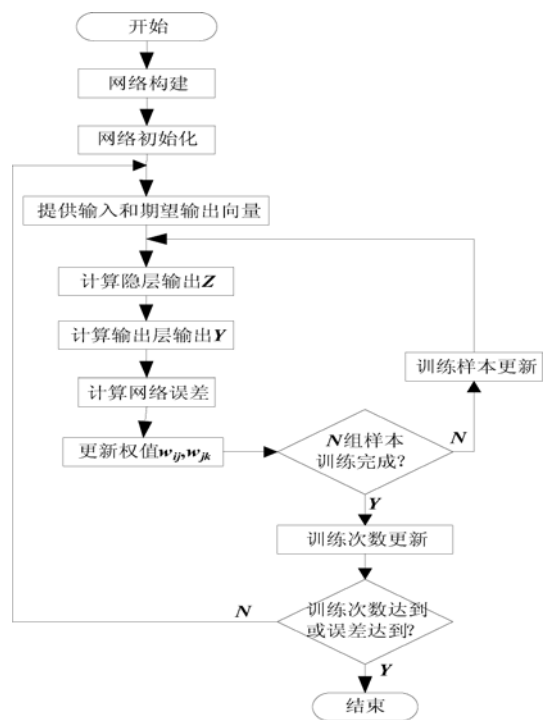 开始
网络构建
网络初始化
提供输入和期望输出向量
计算隐层输出Z
计算输出层输出Y
计算网络误差
更新权值wij,wjk
N组样本
训练完成?
N
训练样本更新
Y
训练次数更新
训练次数达到
或误差达到?
N
Y
结束